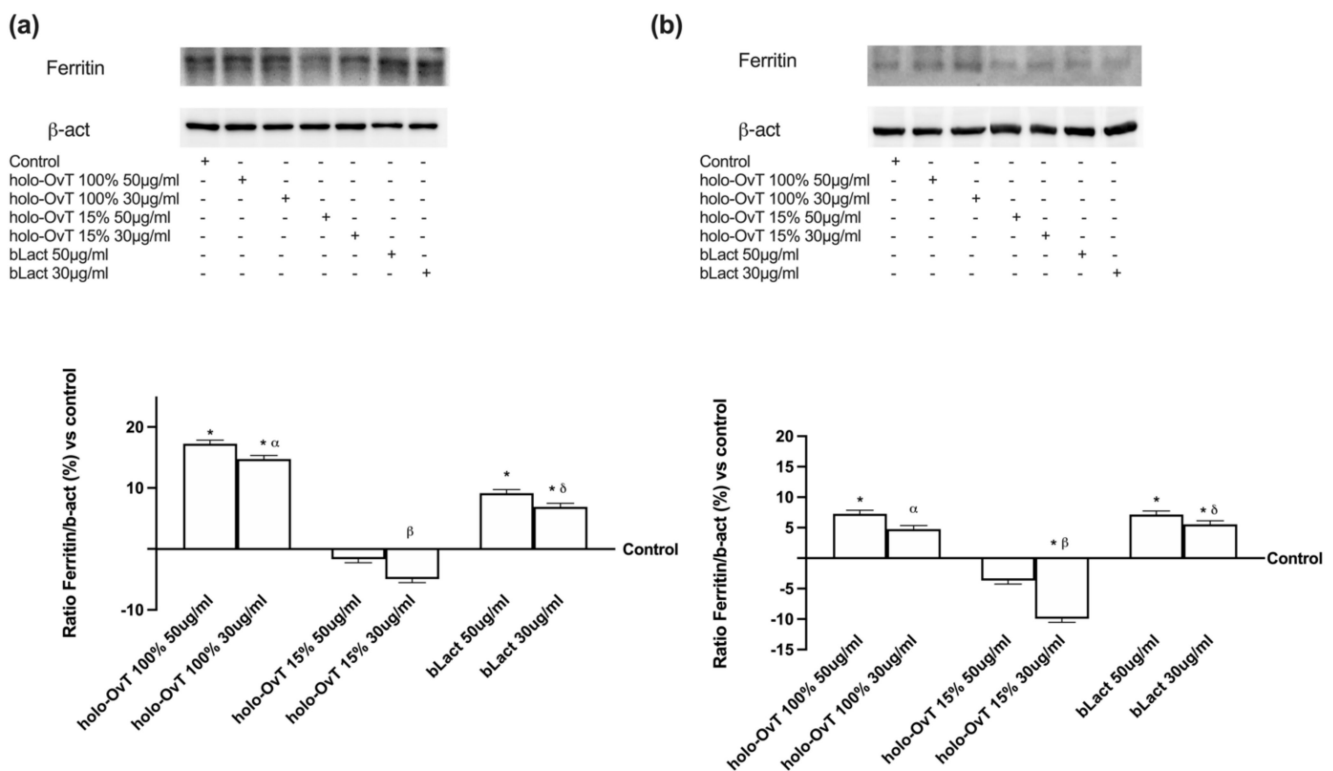 (a)
Ferritin
β-act
Control + - - - - - -
holo-OvT 100% 50µg/ml - + - - - - -
holo-OvT 100% 30µg/ml - - + - - - -
holo-OvT 15% 50µg/ml - - - + - - -
holo-OvT 15% 30µg/ml - - - - + - -
bLact 50µg/ml - - - - - + -
bLact 30µg/ml - - - - - - +
Ratio Ferritin/b-act (%) vs control
20
10
-10
*
* α
β
*
* δ
Control
holo-OvT 100% 50ug/ml
holo-OvT 100% 30ug/ml
holo-OvT 15% 50ug/ml
holo-OvT 15% 30ug/ml
bLact 50ug/ml
bLact 30ug/ml
(b)
Ferritin
β-act
Control + - - - - - -
holo-OvT 100% 50µg/ml - + - - - - -
holo-OvT 100% 30µg/ml - - + - - - -
holo-OvT 15% 50µg/ml - - - + - - -
holo-OvT 15% 30µg/ml - - - - + - -
bLact 50µg/ml - - - - - + -
bLact 30µg/ml - - - - - - +
Ratio Ferritin/b-act (%) vs control
20
15
10
5
-5
-10
-15
*
α
* β
*
* δ
Control
holo-OvT 100% 50ug/ml
holo-OvT 100% 30ug/ml
holo-OvT 15% 50ug/ml
holo-OvT 15% 30ug/ml
bLact 50ug/ml
bLact 30ug/ml